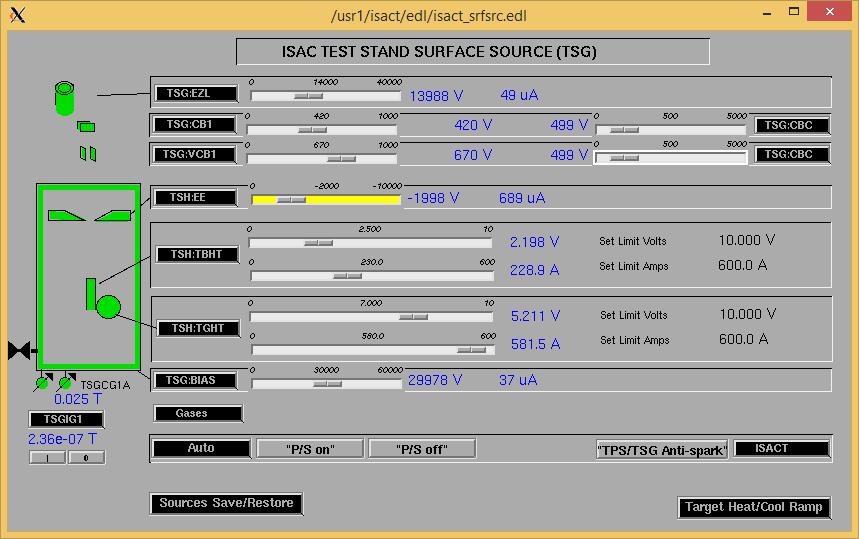 /usr1/isact/edl/isact_srfsrc.edl
ISAC TEST STAND SURFACE SOURCE (TSG)
0 14000 40000
TSG:EZL 13988 V 49 uA
0 420 1000 0 500 5000
TSG:CB1 420 V 499 V TSG:CBC
0 670 1000 0 500 5000
TSG:VCB1 670 V 499 V TSG:CBC
0 -2000 -10000
TSH:EE -1998 V 689 uA
0 2.500 10
2.198 V Set Limit Volts 10.000 V
TSH:TBHT
0 230.0 600
228.9 A Set Limit Amps 600.0 A
0 7.000 10
5.211 V Set Limit Volts 10.000 V
TSH:TGHT
0 580.0 600
581.5 A Set Limit Amps 600.0 A
0 30000 60000
TSG:BIAS 29978 V 37 uA
TSGCG1A
0.025 T
TSGIG1
2.36e-07 T
I 0
Gases
Auto "P/S on" "P/S off" "TPS/TSG Anti-spark" ISACT
Sources Save/Restore
Target Heat/Cool Ramp